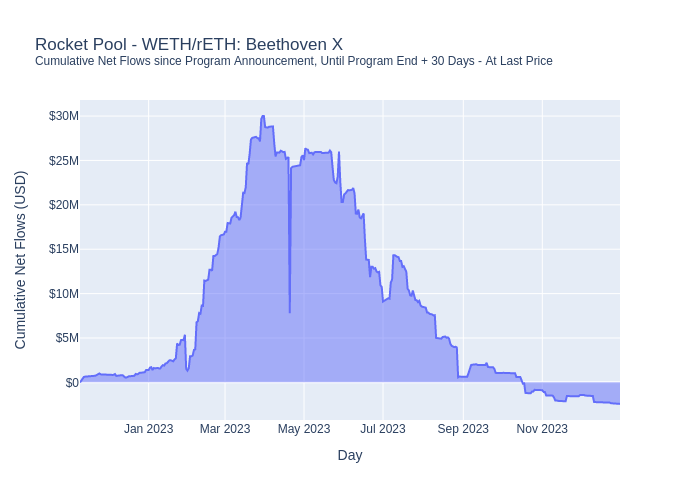 Rocket Pool - WETH/rETH: Beethoven X
Cumulative Net Flows since Program Announcement, Until Program End + 30 Days - At Last Price
Cumulative Net Flows (USD)
$30M
$25M
$20M
$15M
$10M
$5M
$0
Jan 2023
Mar 2023
May 2023
Jul 2023
Sep 2023
Nov 2023
Day